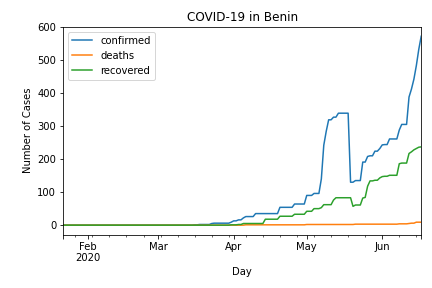 COVID-19 in Benin
confirmed
deaths
recovered
Number of Cases
600
500
400
300
200
100
0
Feb
2020
Mar
Apr
May
Jun
Day